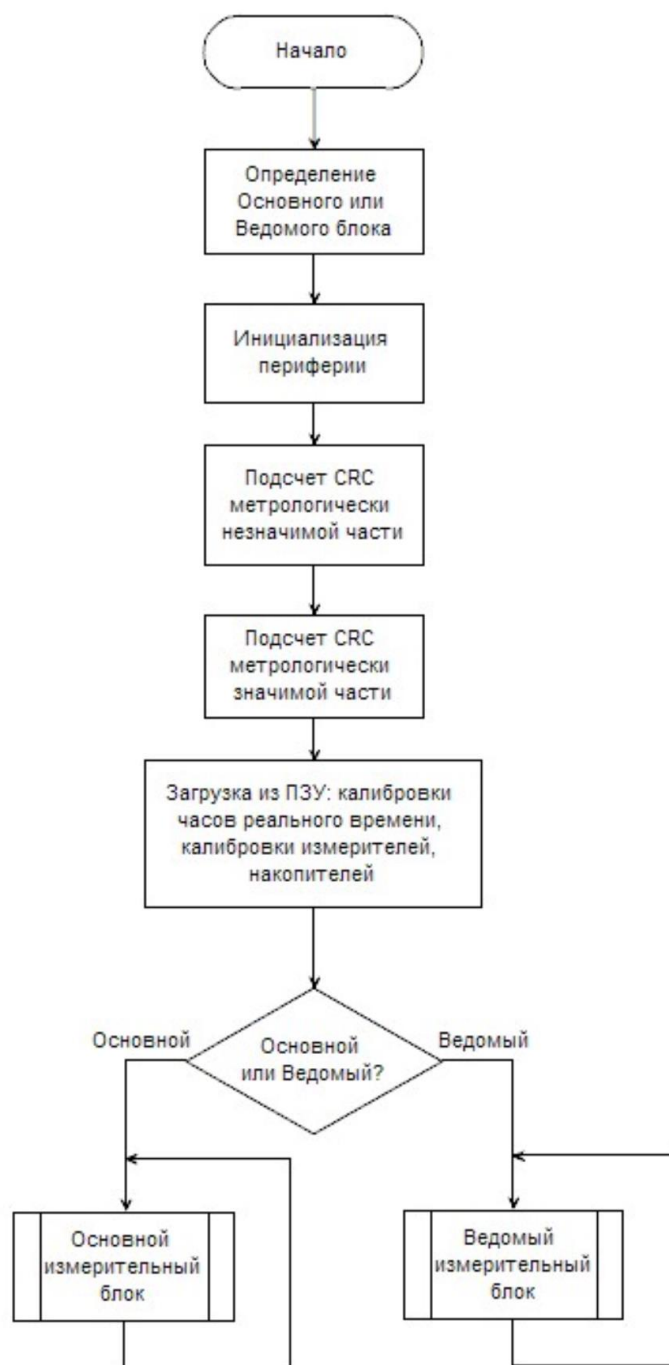 Начало
Определение
Основного или
Ведомого блока
Инициализация
периферии
Подсчет CRC
метрологически
незначимой части
Подсчет CRC
метрологически
значимой части
Загрузка из ПЗУ: калибровки
часов реального времени,
калибровки измерителей,
накопителей
Основной
Основной
или Ведомый?
Ведомый
Основной
измерительный
блок
Ведомый
измерительный
блок